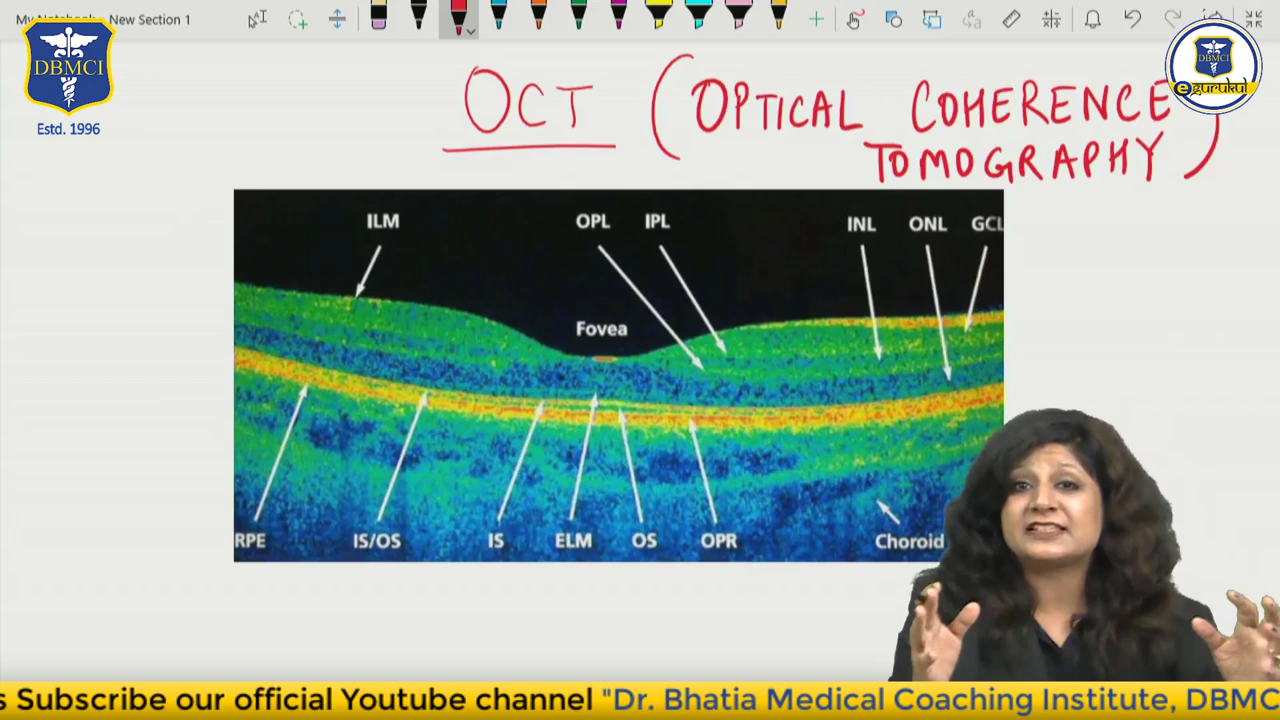 My Notebook - New Section 1
DBMCI
Estd. 1996
OCT (OPTICAL COHERENCE
TOMOGRAPHY)
DBMCI
egurukul
ILM OPL IPL INL ONL GCL
Fovea
RPE IS/OS IS ELM OS OPR Choroid
s Subscribe our official Youtube channel "Dr. Bhatia Medical Coaching Institute, DBMC